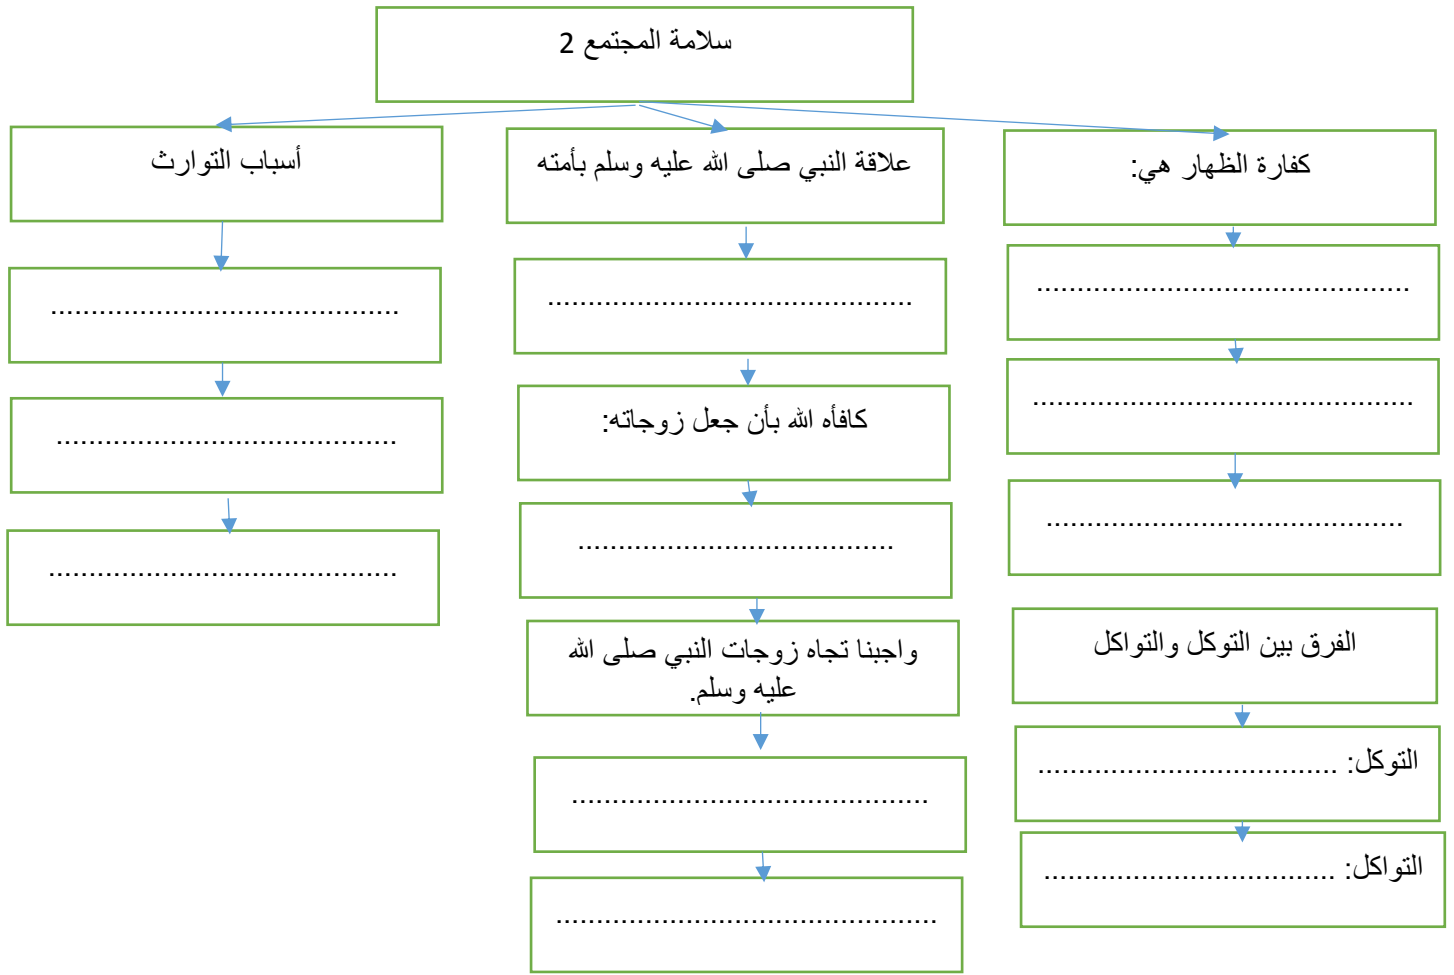 سلامة المجتمع 2
كفارة الظهار هي:
............................................
............................................
..........................................
الفرق بين التوكل والتواكل
التوكل: ....................................
التواكل: ...................................
علاقة النبي صلى الله عليه وسلم بأمته
............................................
كافأه الله بأن جعل زوجاته:
......................................
واجبنا تجاه زوجات النبي صلى الله
عليه وسلم.
...........................................
..............................................
أسباب التوارث
..........................................
.........................................
..........................................